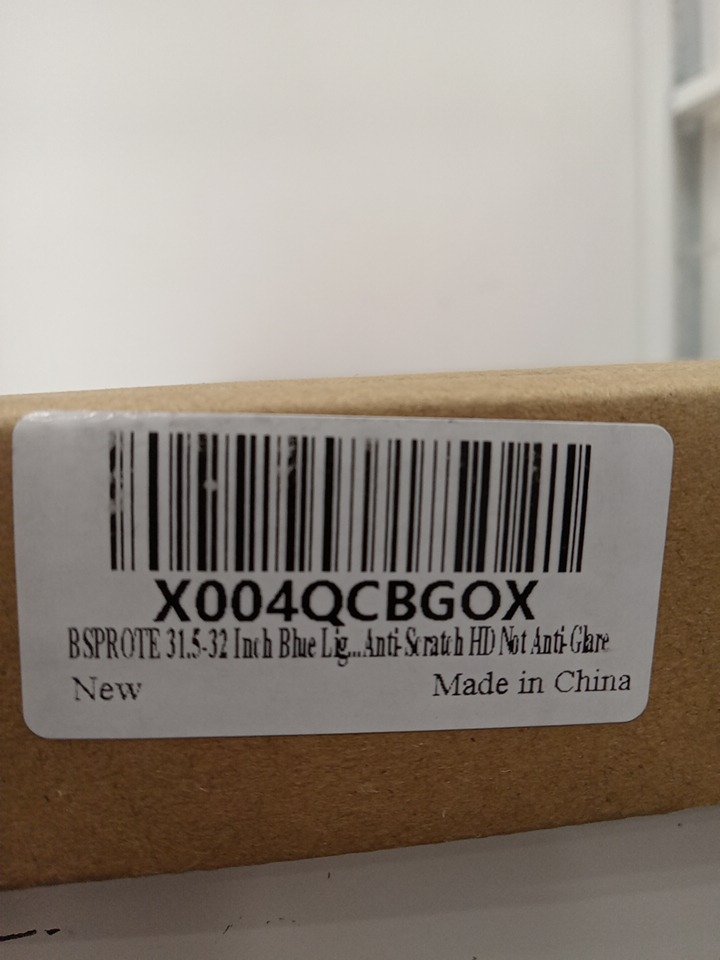 X004QCBGOX
BSPROTE 31.5-32 Inch Blue Lig...Anti-Scratch HD Not Anti-Glare
New
Made in China